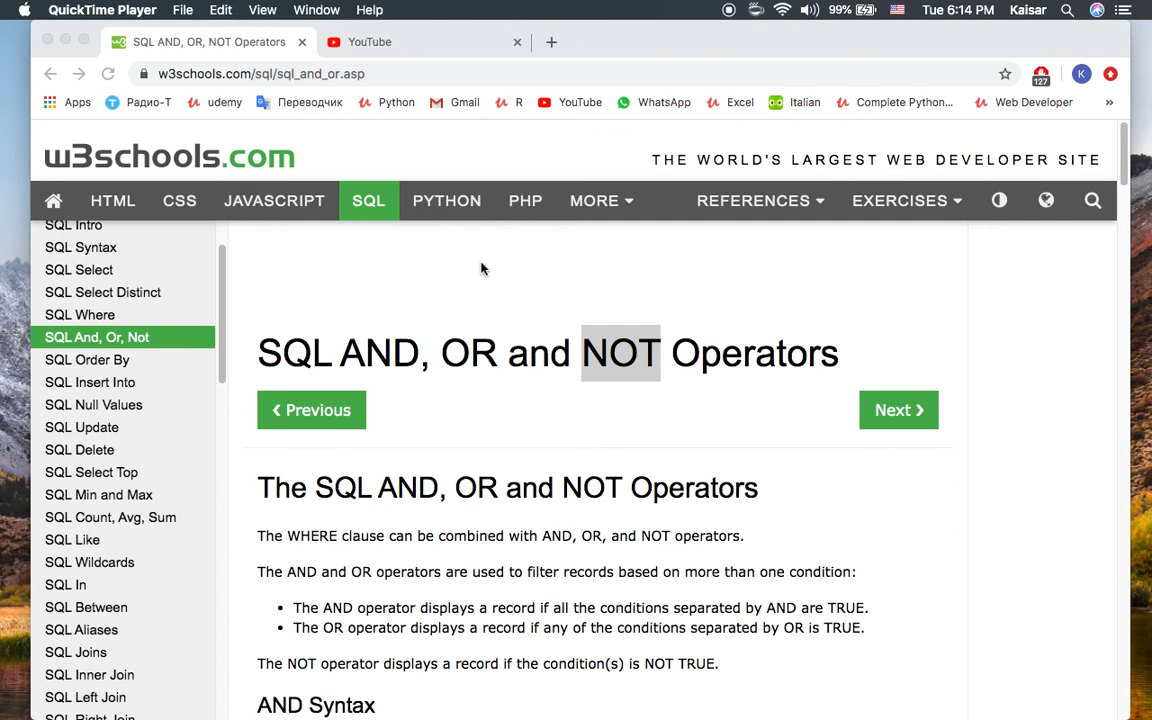 QuickTime Player File Edit View Window Help 99% Tue 6:14 PM Kaisar
SQL AND, OR, NOT Operators YouTube
w3schools.com/sql/sql_and_or.asp 127 K
Apps Радио-Т udemy Переводчик Python Gmail R YouTube WhatsApp Excel Italian Complete Python... Web Developer »
w3schools.com THE WORLD'S LARGEST WEB DEVELOPER SITE
HTML CSS JAVASCRIPT SQL PYTHON PHP MORE REFERENCES EXERCISES
SQL Intro
SQL Syntax
SQL Select
SQL Select Distinct
SQL Where
SQL And, Or, Not
SQL Order By
SQL Insert Into
SQL Null Values
SQL Update
SQL Delete
SQL Select Top
SQL Min and Max
SQL Count, Avg, Sum
SQL Like
SQL Wildcards
SQL In
SQL Between
SQL Aliases
SQL Joins
SQL Inner Join
SQL Left Join
SQL Right Join
SQL AND, OR and NOT Operators
❮ Previous Next ❯
The SQL AND, OR and NOT Operators
The WHERE clause can be combined with AND, OR, and NOT operators.
The AND and OR operators are used to filter records based on more than one condition:
• The AND operator displays a record if all the conditions separated by AND are TRUE.
• The OR operator displays a record if any of the conditions separated by OR is TRUE.
The NOT operator displays a record if the condition(s) is NOT TRUE.
AND Syntax